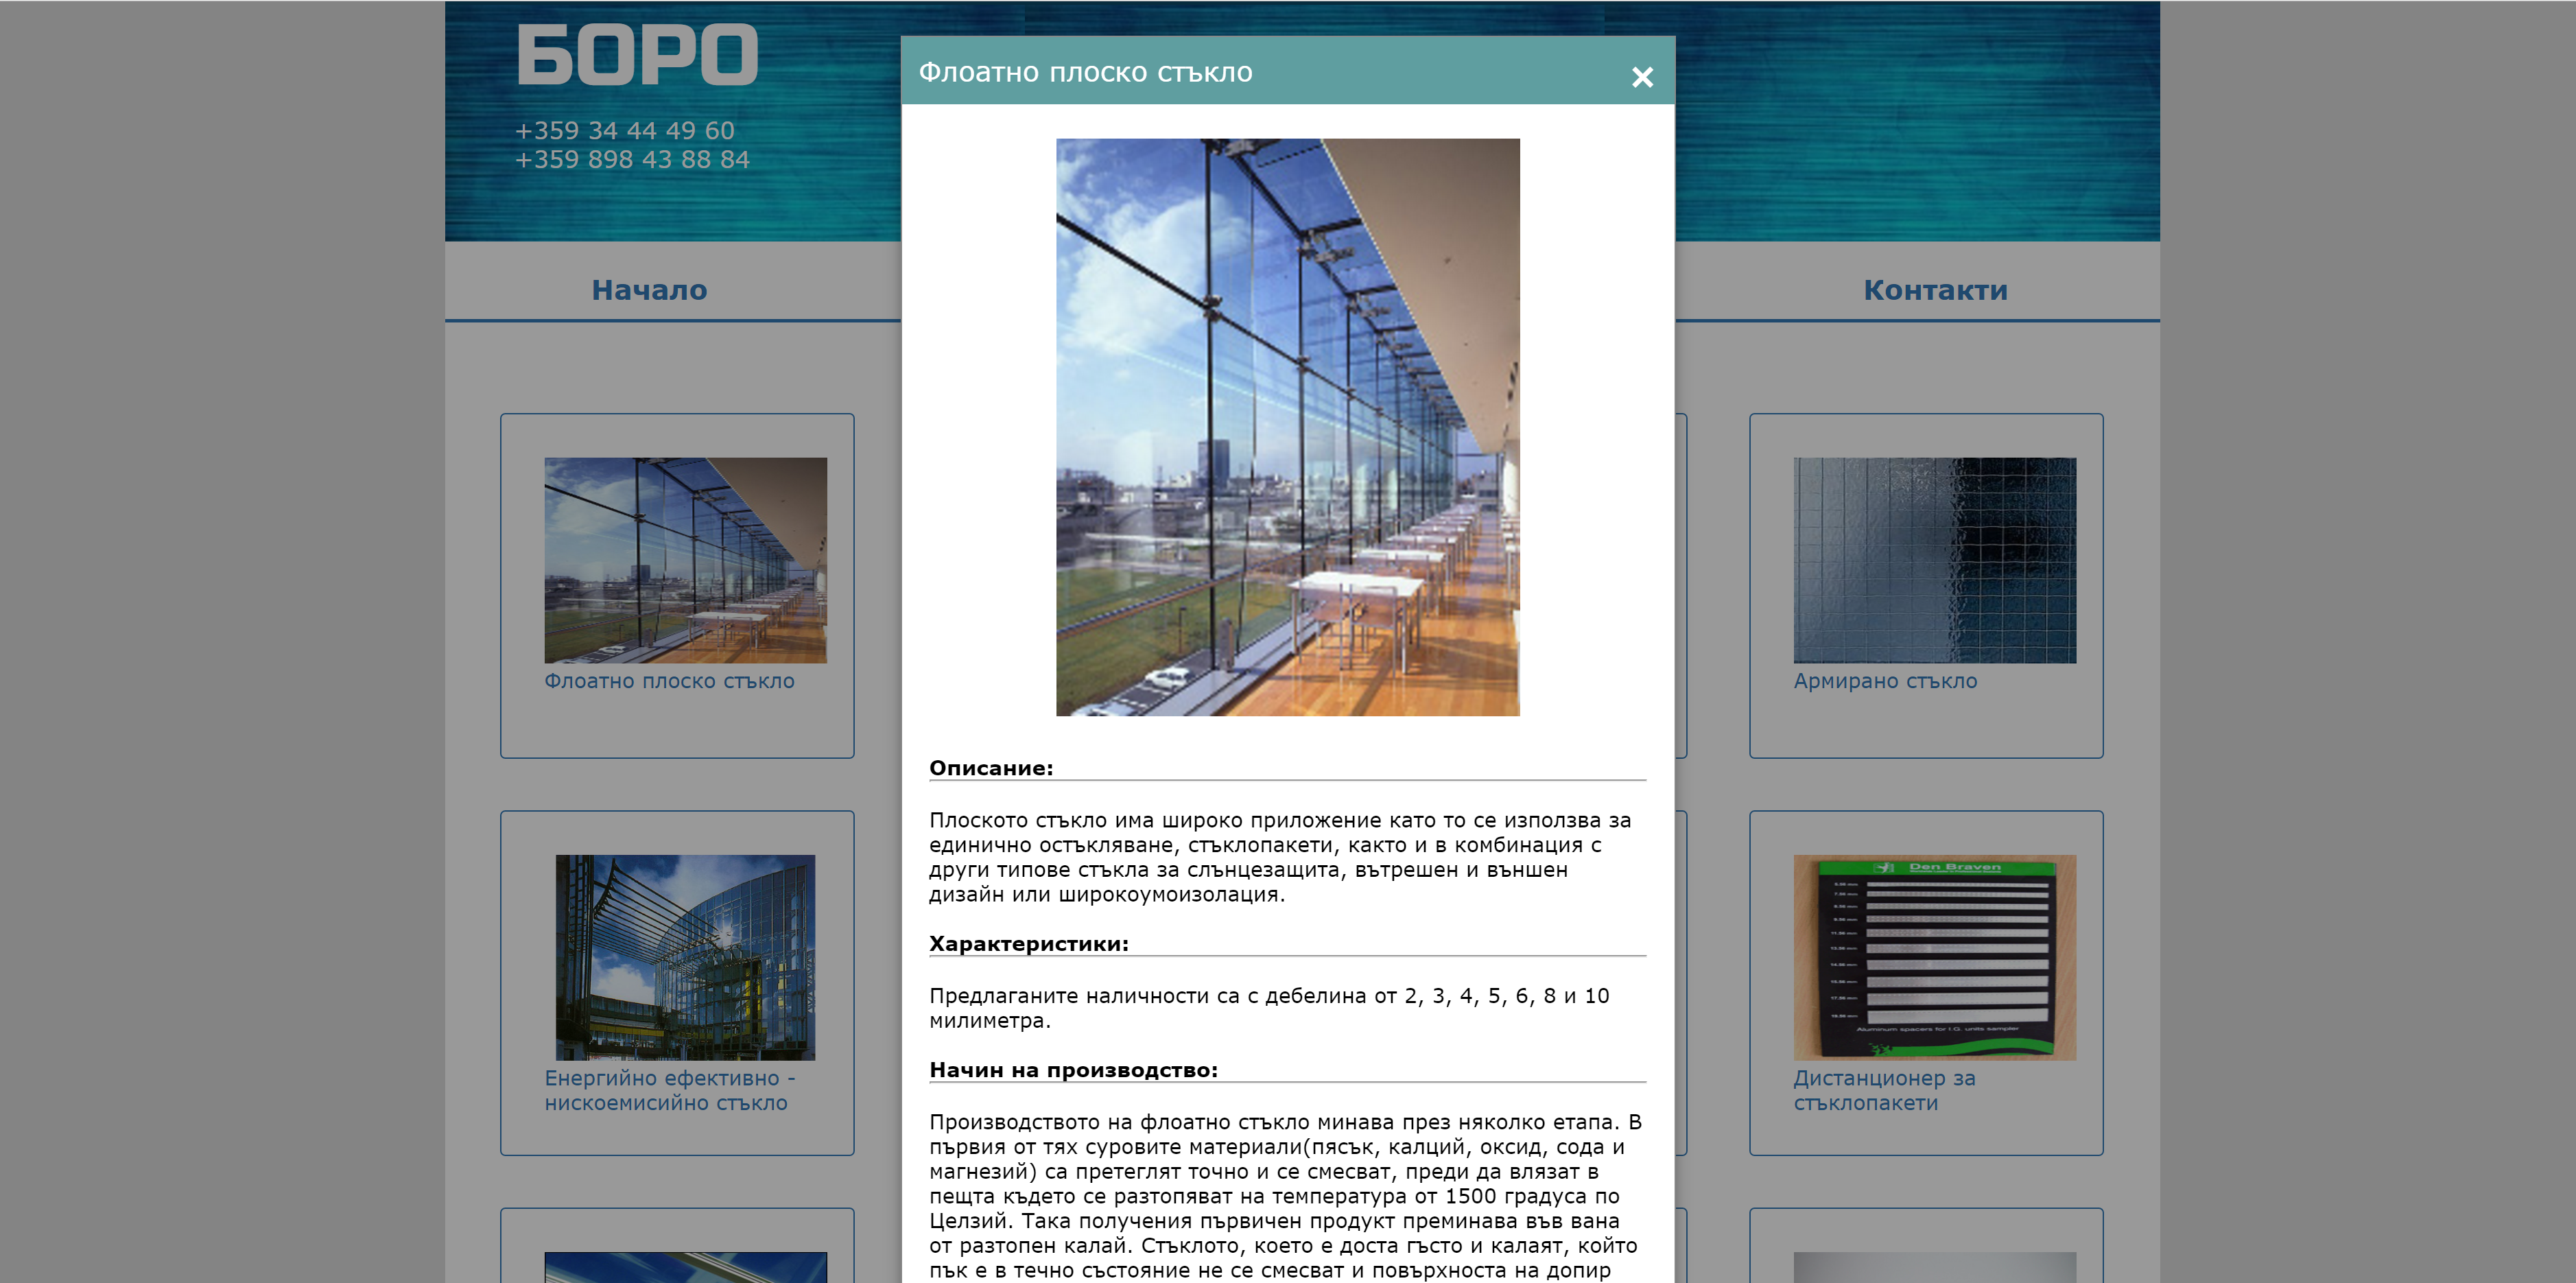 БОРО
+359 34 44 49 60
+359 898 43 88 84
Начало
Контакти
Флоатно плоско стъкло
Армирано стъкло
Енергийно ефективно -
нискоемисийно стъкло
Den Braven
Aluminum spacers for I.G. units sampler
Дистанционер за
стъклопакети
Флоатно плоско стъкло
×
Описание:
Плоското стъкло има широко приложение като то се използва за
единично остъкляване, стъклопакети, както и в комбинация с
други типове стъкла за слънцезащита, вътрешен и външен
дизайн или широкоумоизолация.
Характеристики:
Предлаганите наличности са с дебелина от 2, 3, 4, 5, 6, 8 и 10
милиметра.
Начин на производство:
Производството на флоатно стъкло минава през няколко етапа. В
първия от тях суровите материали(пясък, калций, оксид, сода и
магнезий) са претеглят точно и се смесват, преди да влязат в
пещта където се разтопяват на температура от 1500 градуса по
Целзий. Така получения първичен продукт преминава във вана
от разтопен калай. Стъклото, което е доста гъсто и калаят, който
пък е в течно състояние не се смесват и повърхноста на допир